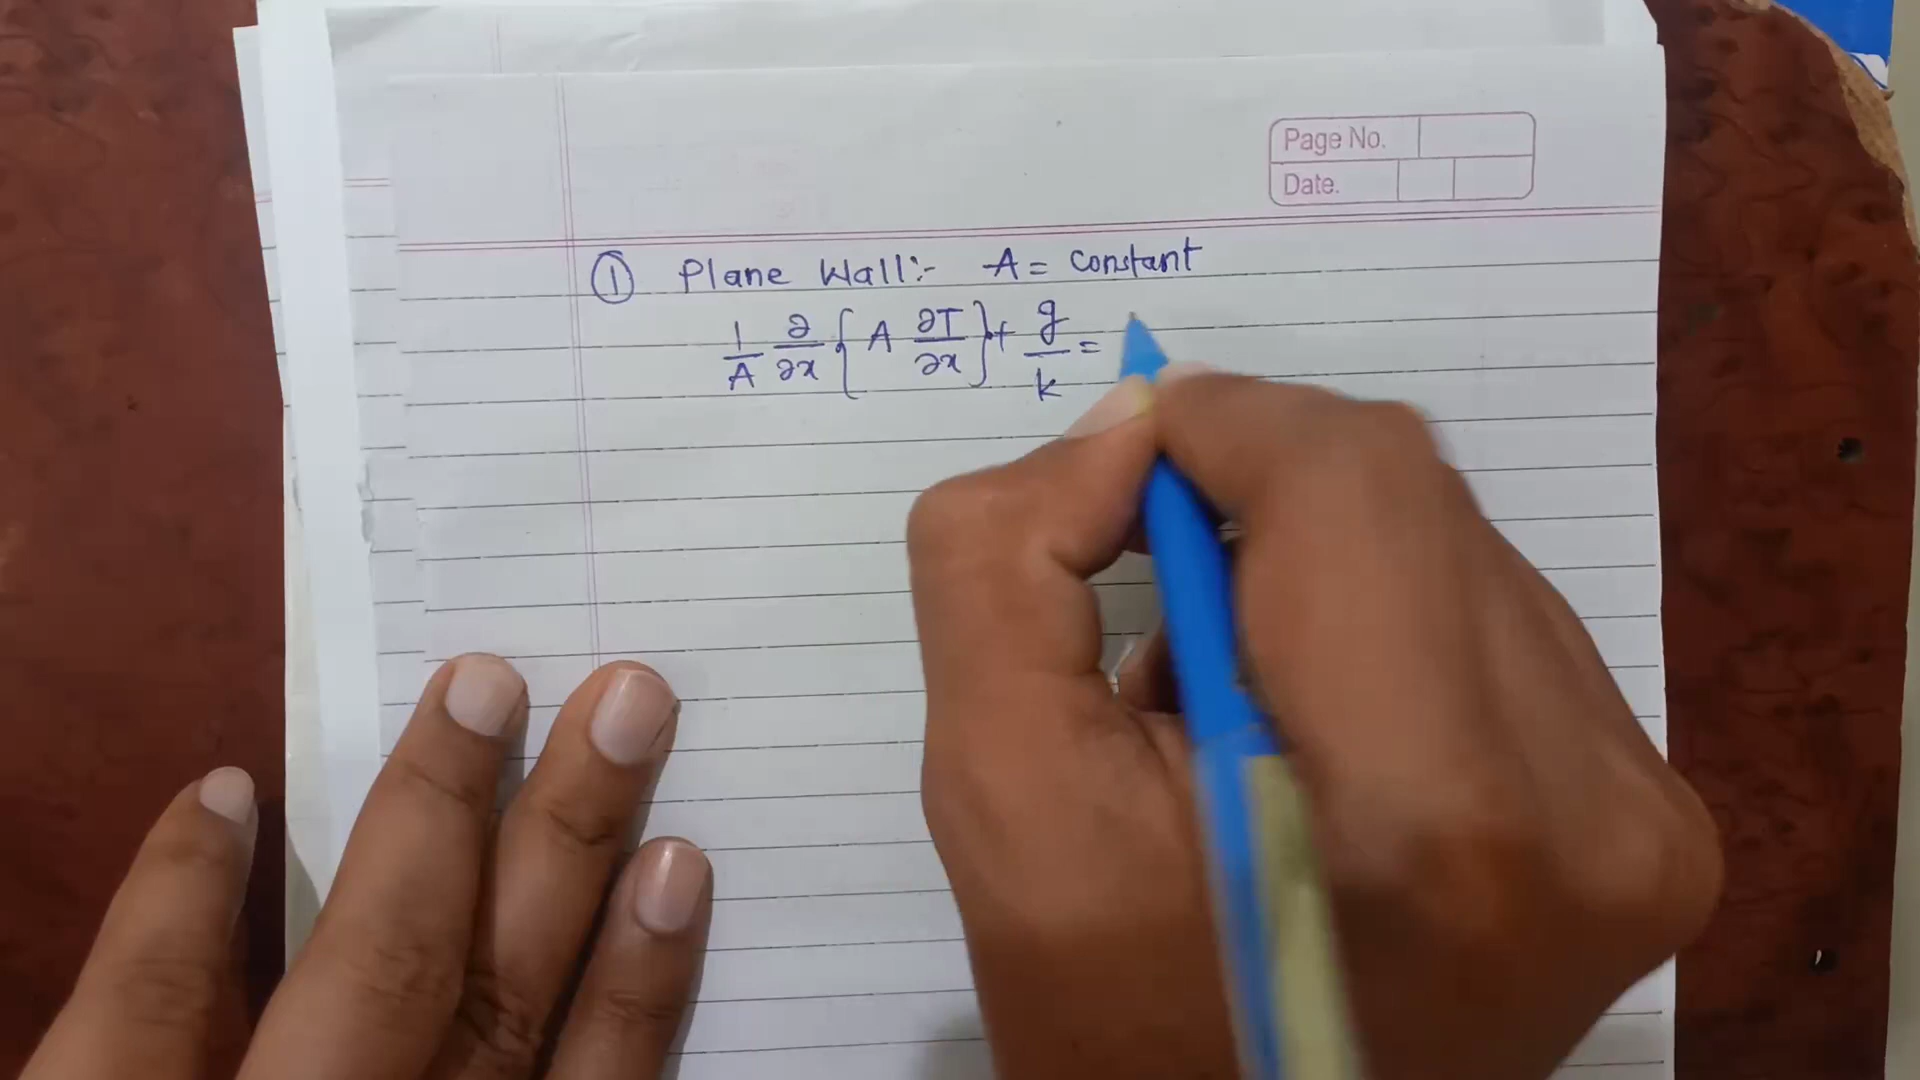 Page No.
Date.
① Plane Wall:- A = Constant
1/A ∂/∂x {A ∂T/∂x} + g/k =